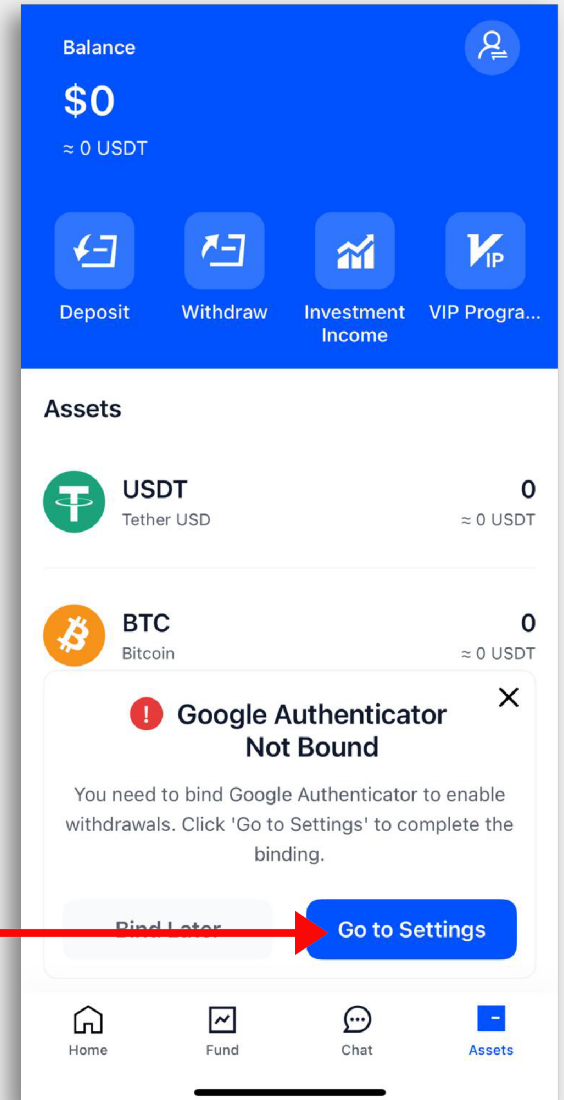 Balance
$0
≈ 0 USDT
Deposit Withdraw Investment Income VIP VIP Progra...
Assets
USDT 0
Tether USD ≈ 0 USDT
BTC 0
Bitcoin ≈ 0 USDT
! Google Authenticator
Not Bound
You need to bind Google Authenticator to enable
withdrawals. Click 'Go to Settings' to complete the
binding.
Bind Later Go to Settings
Home Fund Chat Assets